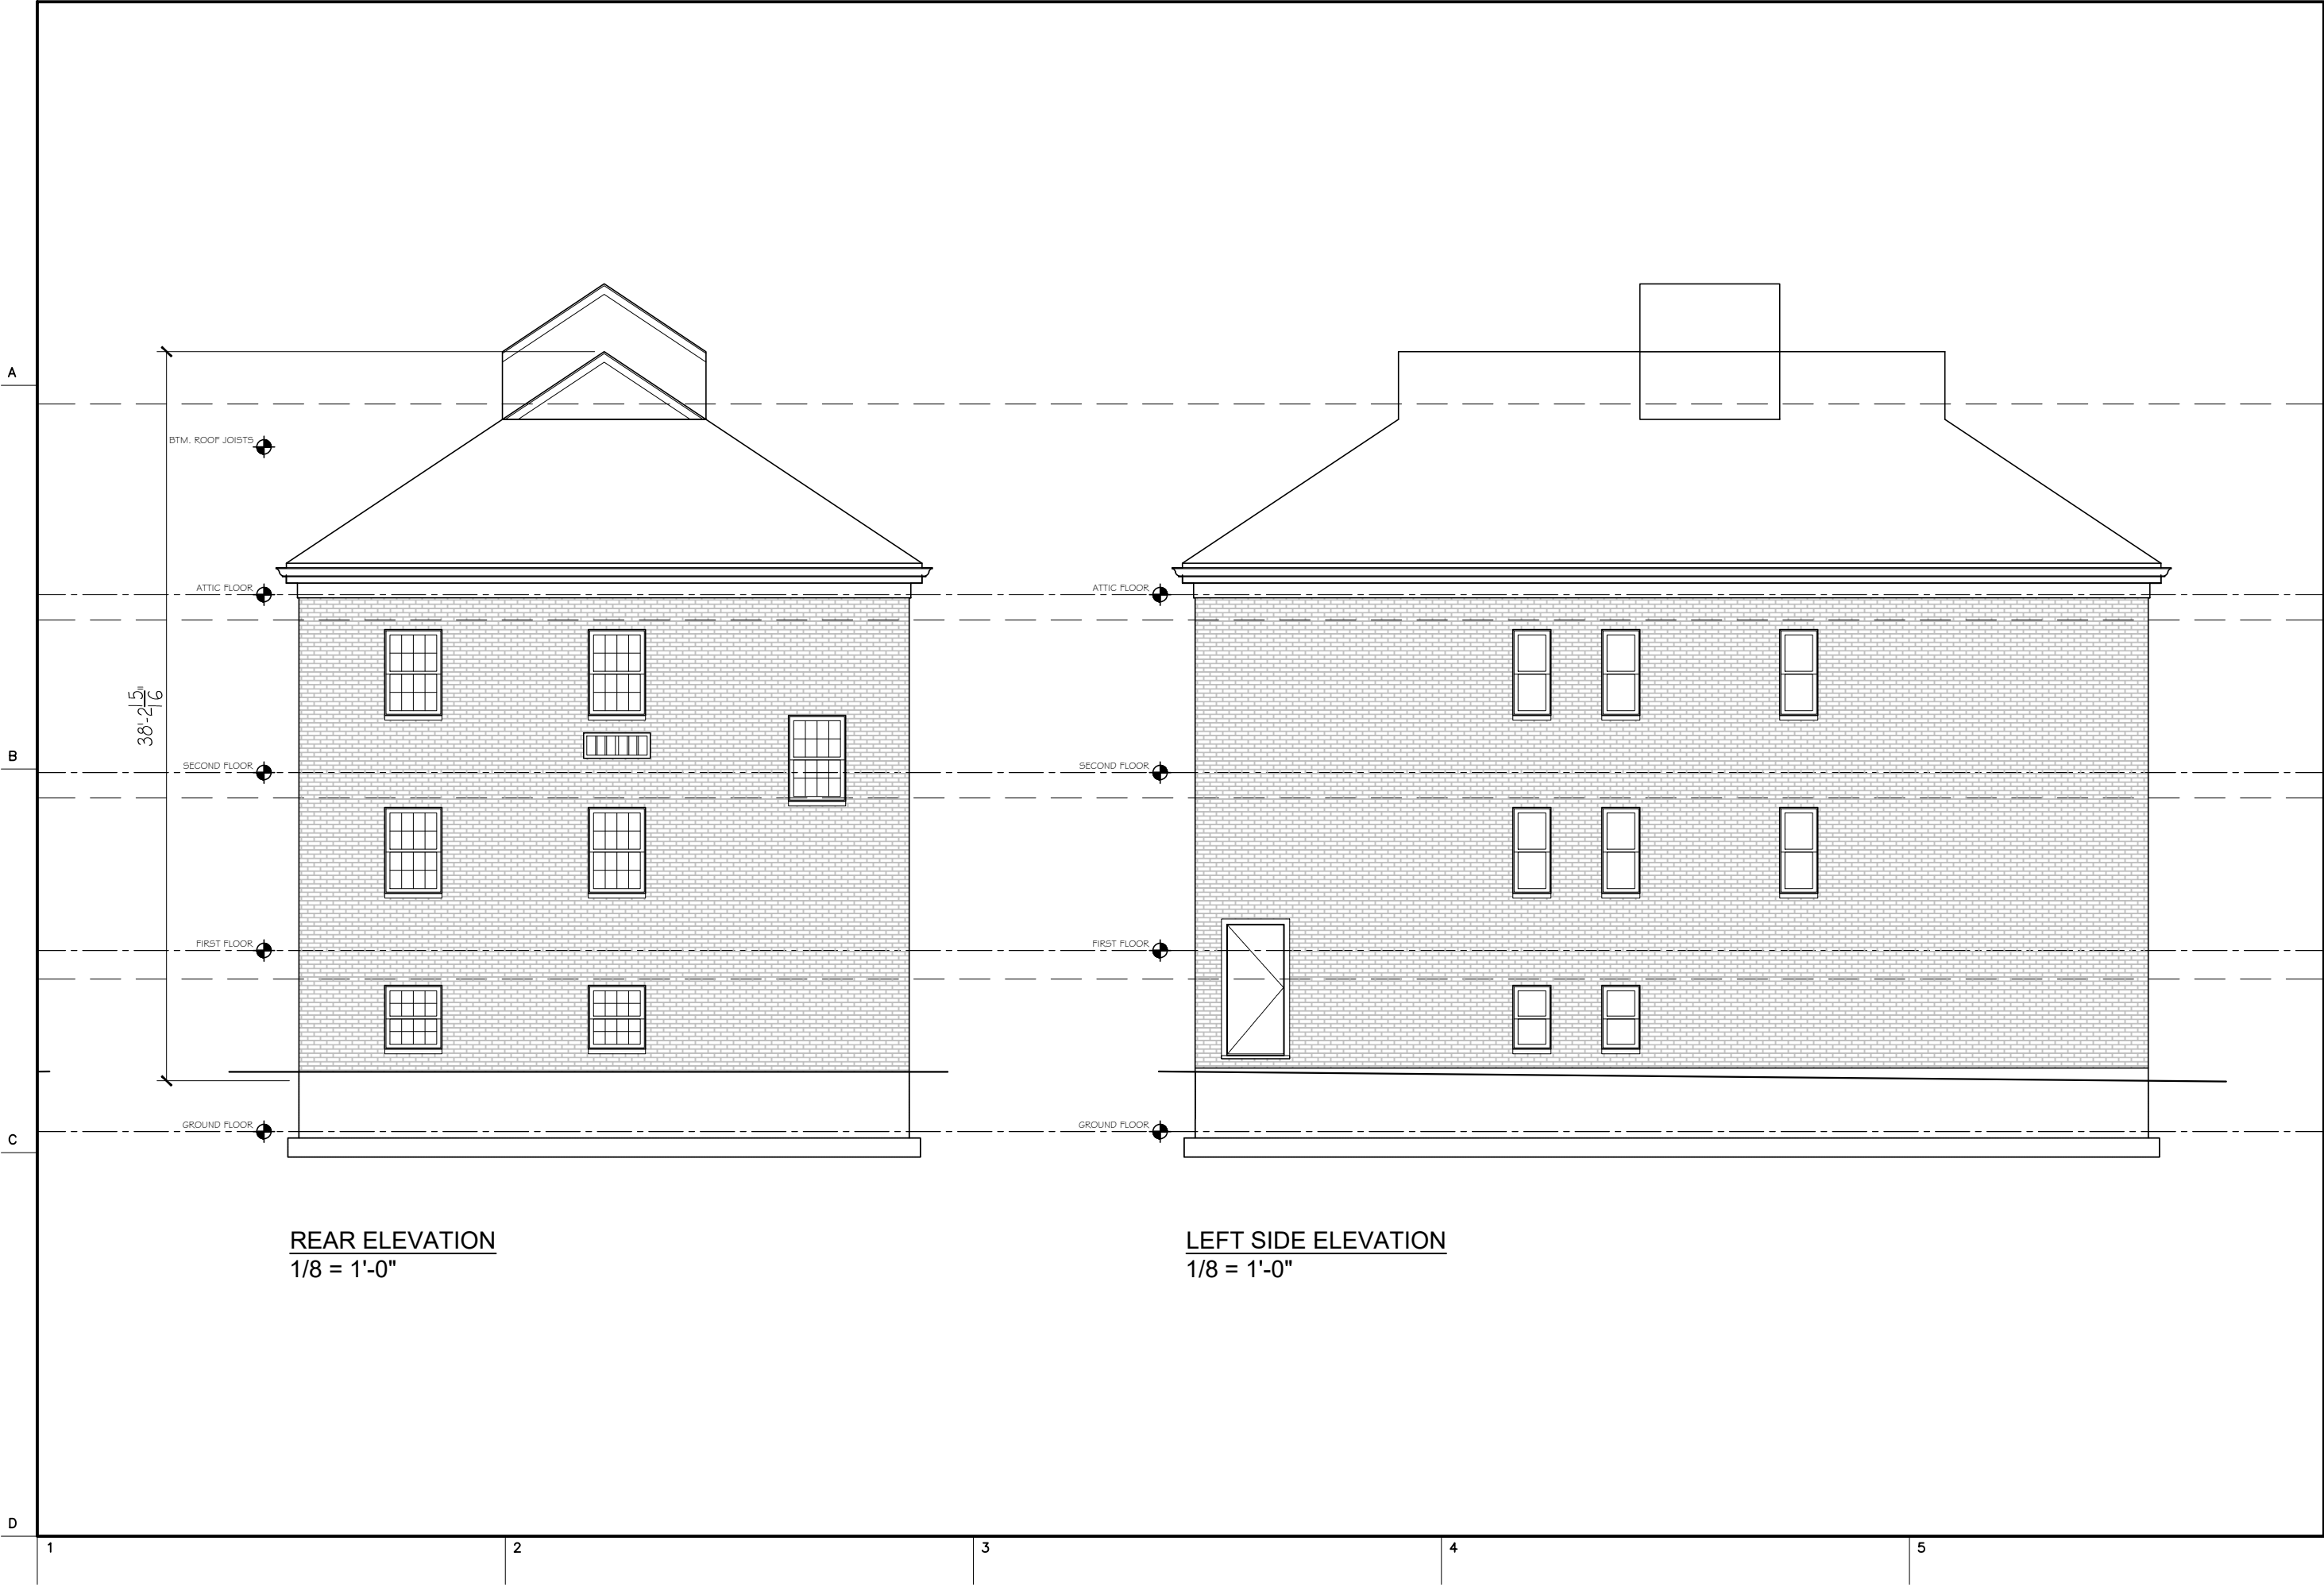 A
BTM. ROOF JOISTS
ATTIC FLOOR
ATTIC FLOOR
38'-2 5/16"
B
SECOND FLOOR
SECOND FLOOR
FIRST FLOOR
FIRST FLOOR
C
GROUND FLOOR
GROUND FLOOR
REAR ELEVATION
1/8 = 1'-0"
LEFT SIDE ELEVATION
1/8 = 1'-0"
D
1
2
3
4
5